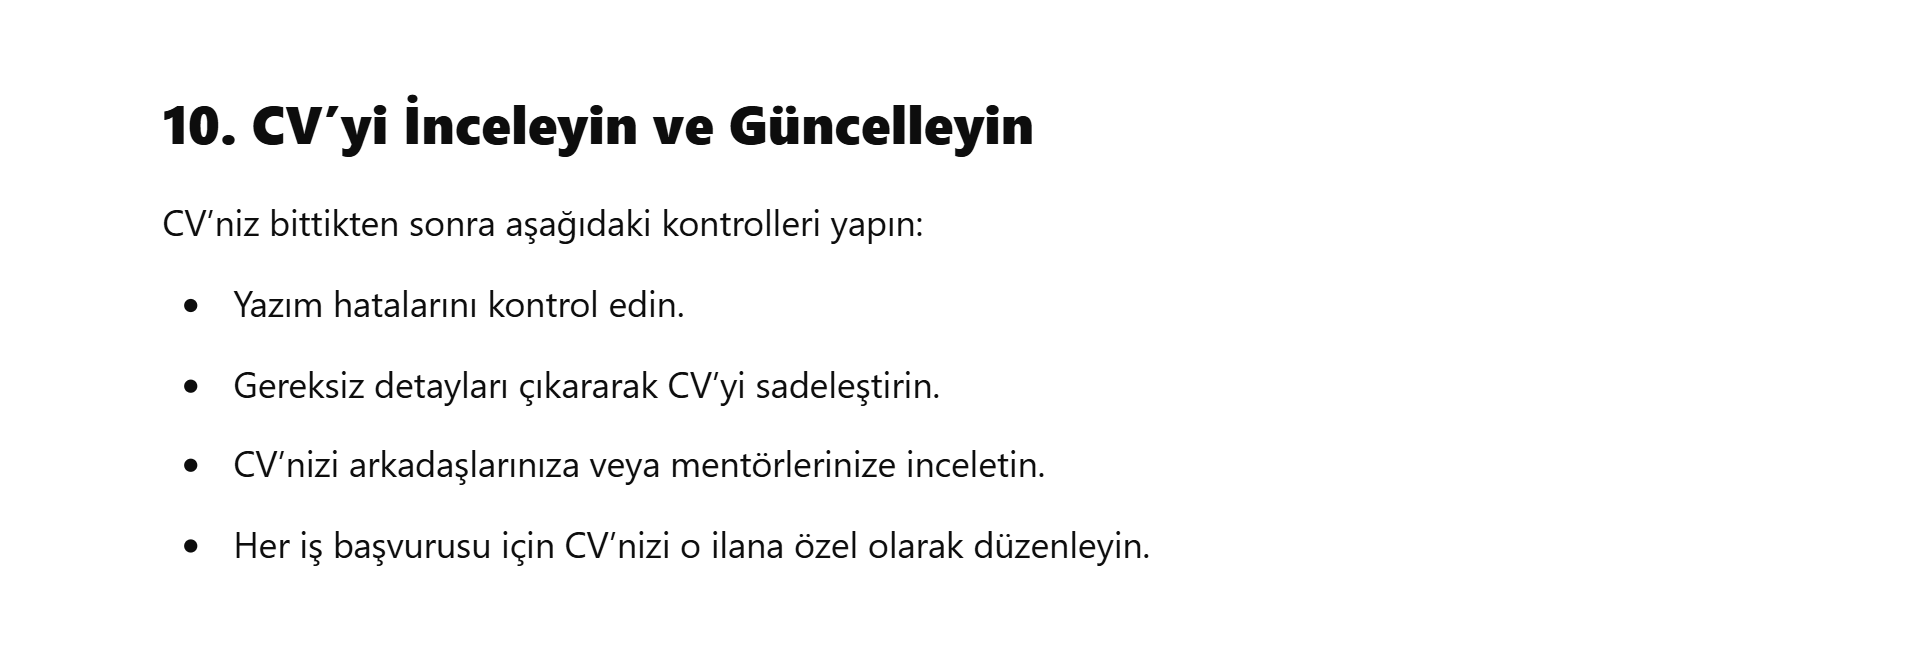 10. CV’yi İnceleyin ve Güncelleyin
CV’niz bittikten sonra aşağıdaki kontrolleri yapın:
• Yazım hatalarını kontrol edin.
• Gereksiz detayları çıkararak CV’yi sadeleştirin.
• CV’nizi arkadaşlarınıza veya mentörlerinize inceletin.
• Her iş başvurusu için CV’nizi o ilana özel olarak düzenleyin.